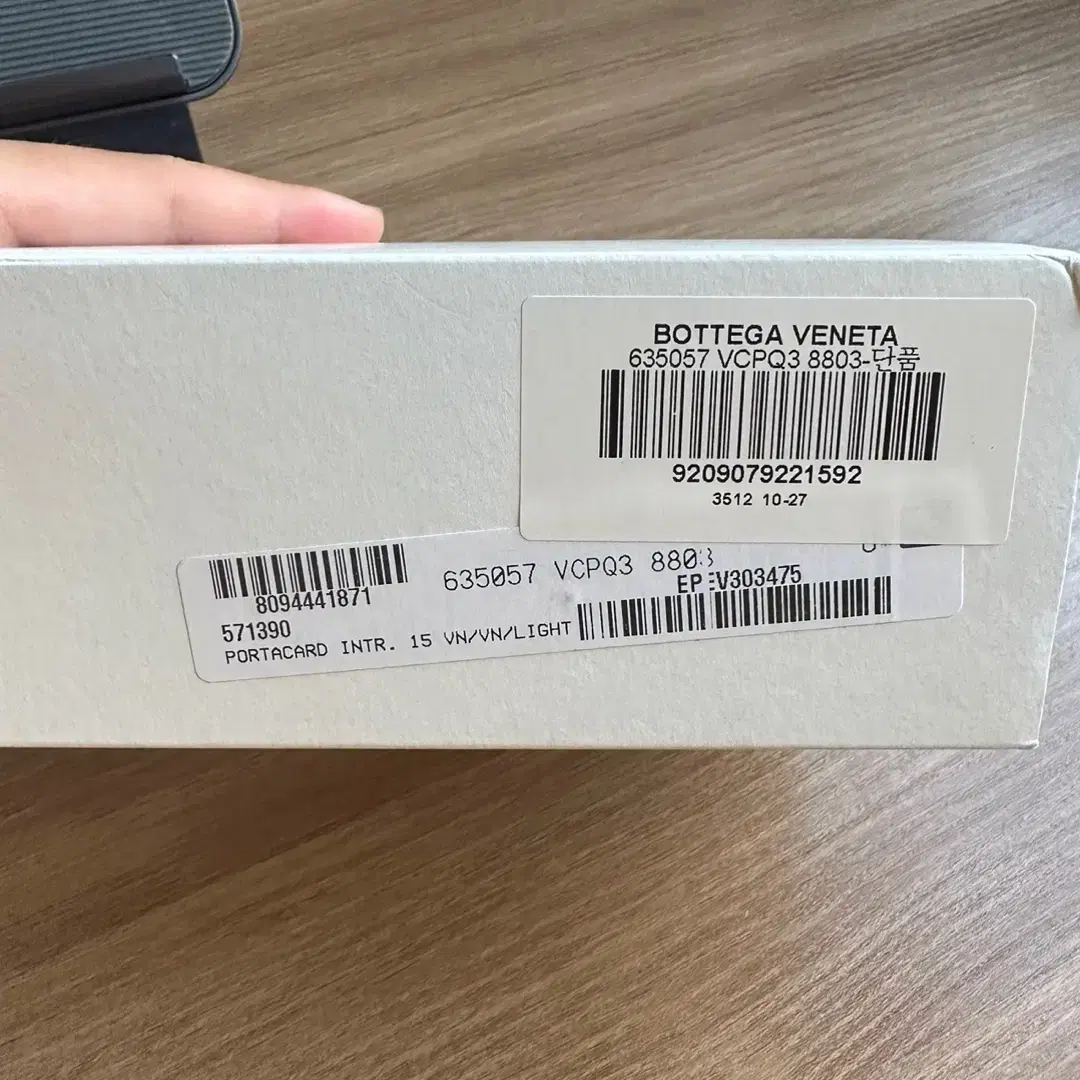 BOTTEGA VENETA
635057 VCPQ3 8803-단품
9209079221592
3512 10-27
635057 VCPQ3 8803
8094441871
EP EV303475
571390
PORTACARD INTR. 15 VN/VN/LIGHT